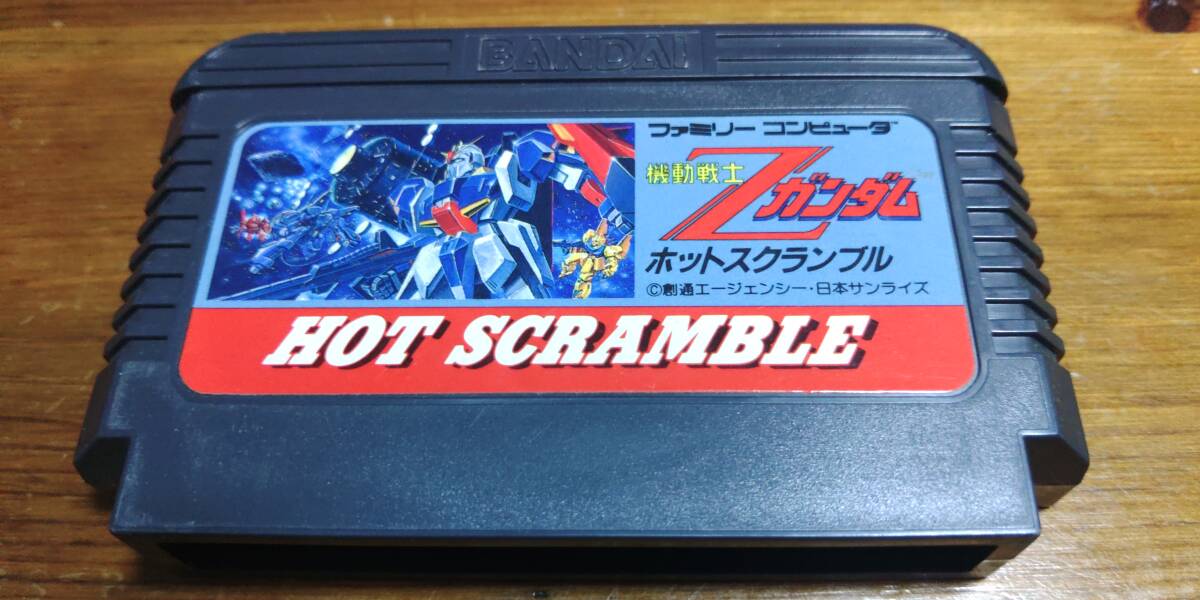 BANDAI
ファミリー コンピュータ
機動戦士
Zガンダム
ホットスクランブル
©創通エージェンシー・日本サンライズ
HOT SCRAMBLE